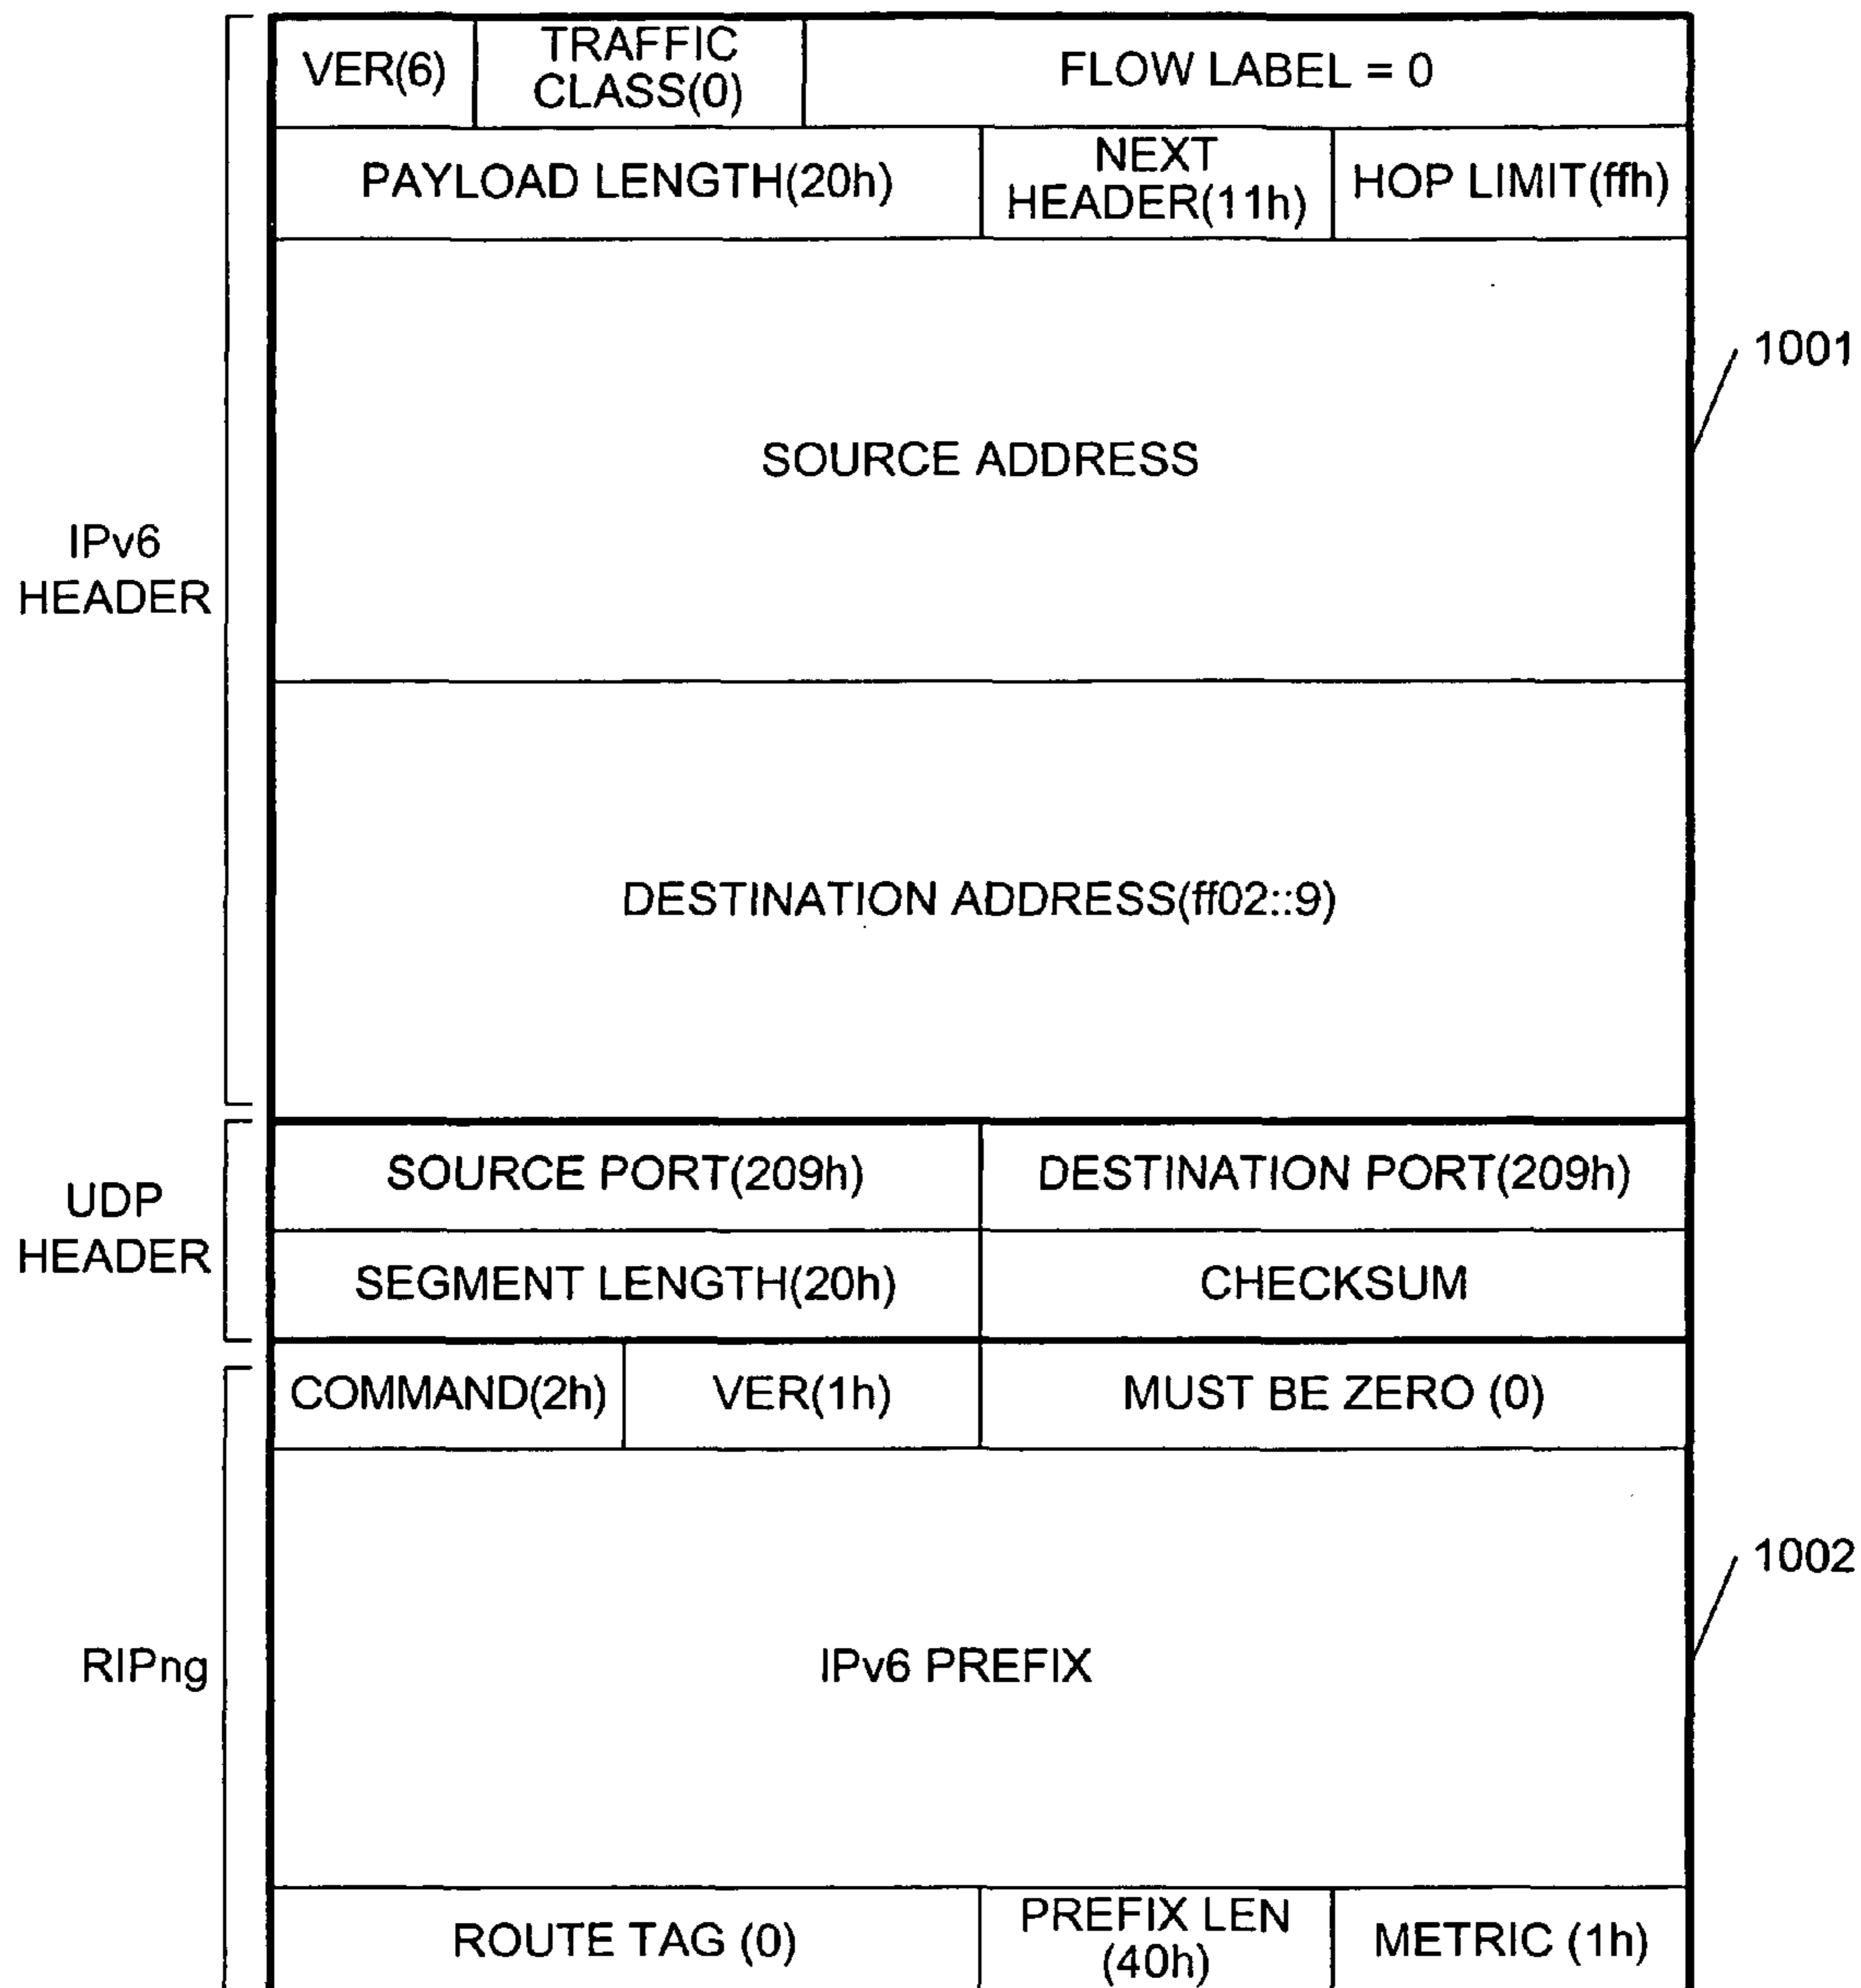 VER(6)
TRAFFIC
CLASS(0)
FLOW LABEL = 0
PAYLOAD LENGTH(20h)
NEXT
HEADER(11h)
HOP LIMIT(ffh)
1001
SOURCE ADDRESS
IPv6
HEADER
DESTINATION ADDRESS(ff02::9)
SOURCE PORT(209h)
DESTINATION PORT(209h)
UDP
HEADER
SEGMENT LENGTH(20h)
CHECKSUM
COMMAND(2h)
VER(1h)
MUST BE ZERO (0)
1002
RIPng
IPv6 PREFIX
ROUTE TAG (0)
PREFIX LEN
(40h)
METRIC (1h)